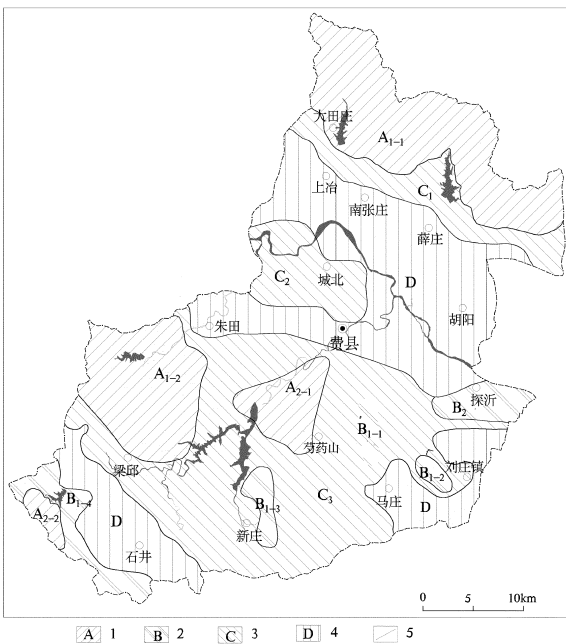 大田庄
A1-1
上冶
C1
南张庄
薛庄
C2
城北
D
胡阳
朱田
费县
A1-2
A2-1
探沂
B2
B1-1
芍药山
梁邱
B1-2
刘庄镇
B1-4
A2-2
B1-3
C3
马庄
D
D
新庄
石井
0 5 10km
A 1 B 2 C 3 D 4 5